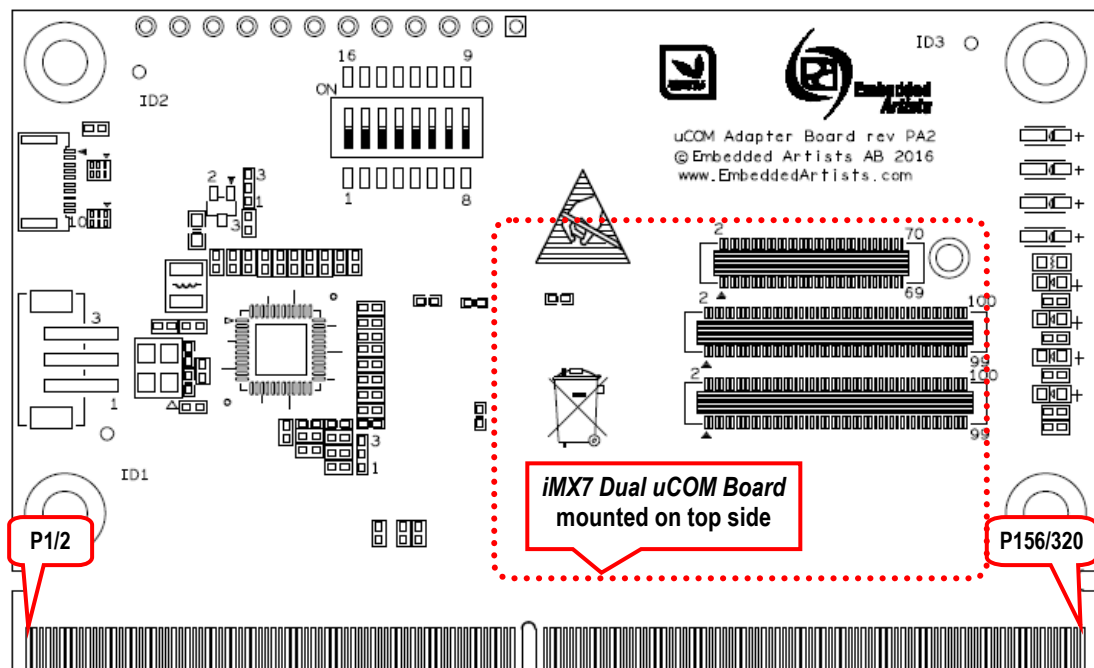 16
9
ID3
ON
ID2
Embedded
Artists
uCOM Adapter Board rev PA2
© Embedded Artists AB 2016
www.EmbeddedArtists.com
1
8
2
3
1
3
10
2
70
69
2
100
99
2
100
99
3
1
3
1
ID1
iMX7 Dual uCOM Board
mounted on top side
P1/2
P156/320
+
+
+
+
+
+
+
+